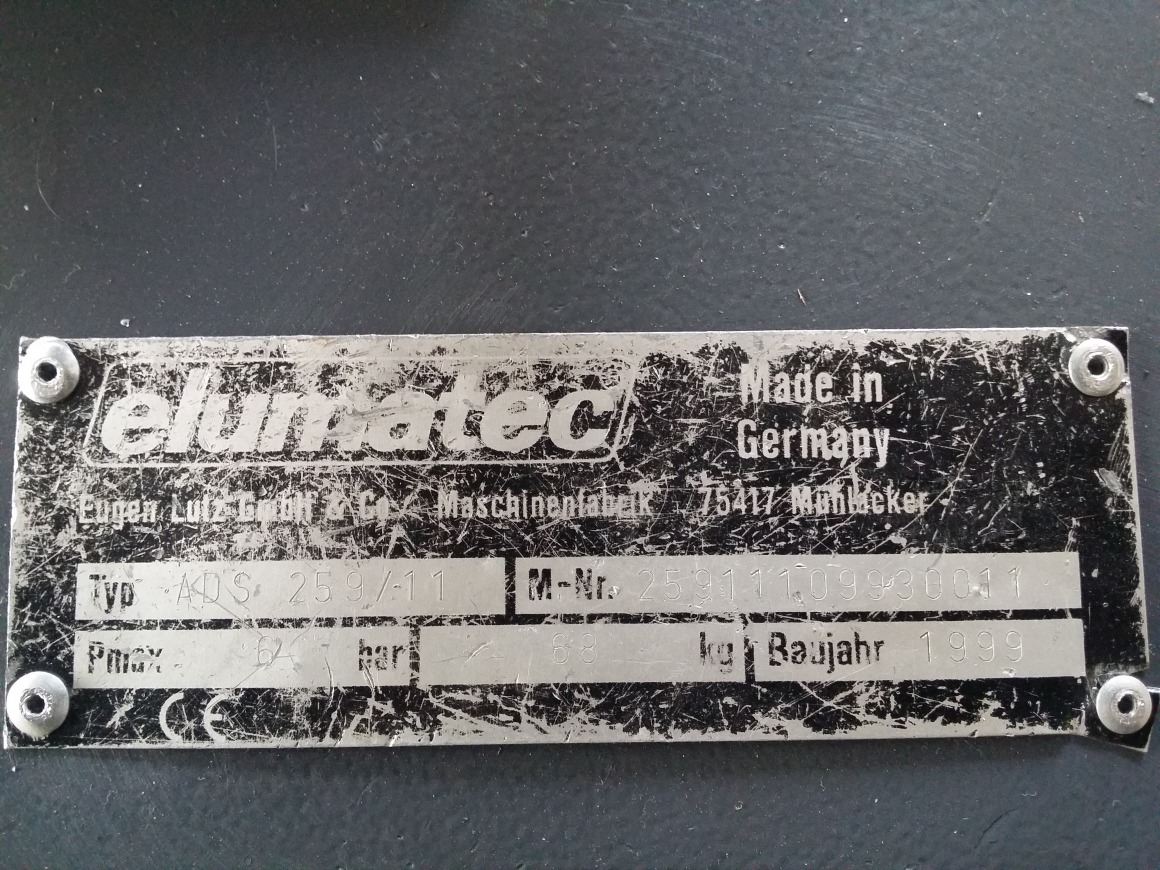 elumatec
Made in
Germany
Eugen Lutz GmbH & Co. Maschinenfabrik 75417 Mühlacker
Typ ADS 259/11 M-Nr. 25911109930011
Pmax 6 bar 68 kg Baujahr 1999
CE